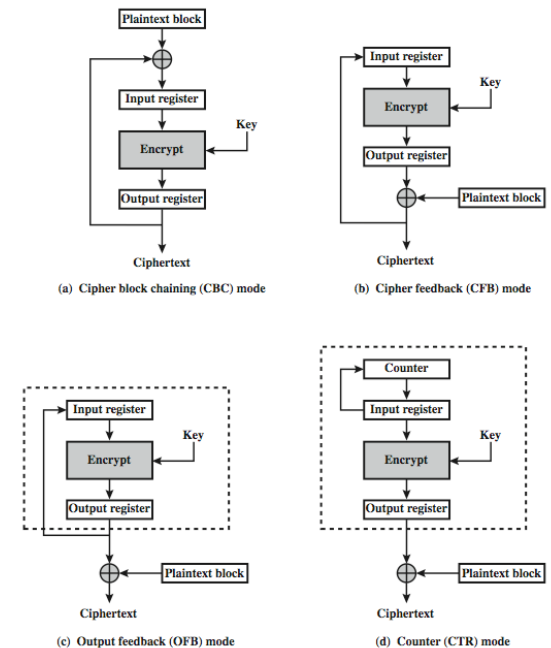 Plaintext block
Input register
Key
Encrypt
Output register
Ciphertext
(a) Cipher block chaining (CBC) mode
Input register
Key
Encrypt
Output register
Plaintext block
Ciphertext
(b) Cipher feedback (CFB) mode
Input register
Key
Encrypt
Output register
Plaintext block
Ciphertext
(c) Output feedback (OFB) mode
Counter
Input register
Key
Encrypt
Output register
Plaintext block
Ciphertext
(d) Counter (CTR) mode